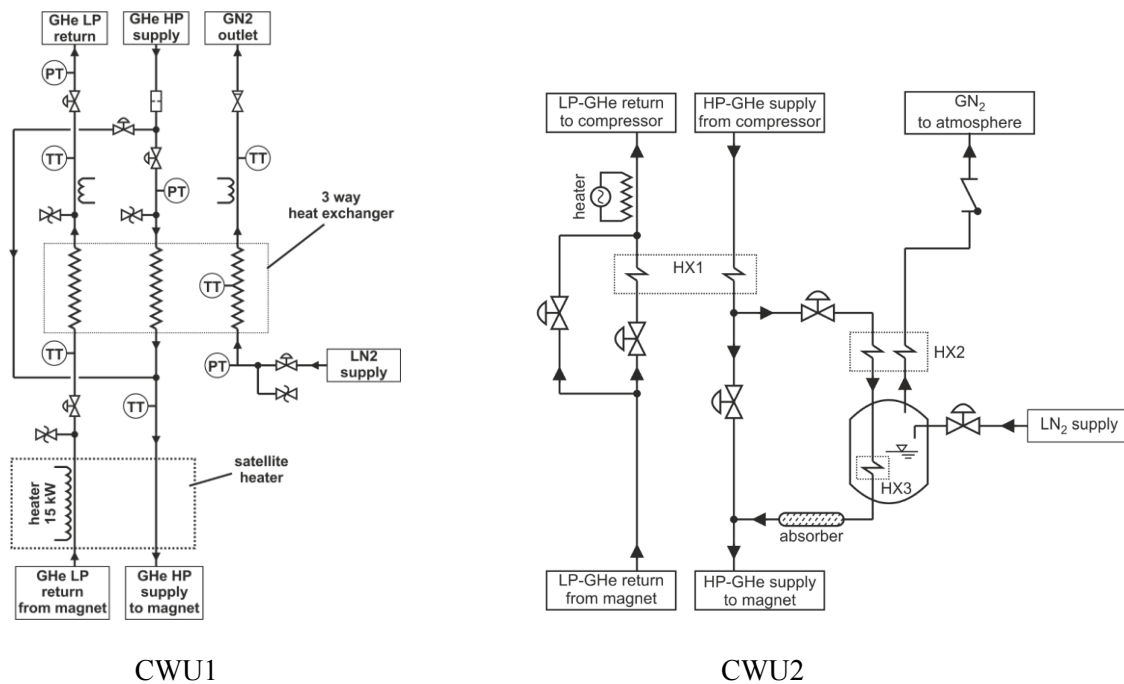 GHe LP
return
GHe HP
supply
GN2
outlet
PT
TT
PT
TT
3 way
heat exchanger
TT
TT
PT
LN2
supply
TT
satellite
heater
heater
15 kW
GHe LP
return
from magnet
GHe HP
supply
to magnet
CWU1
LP-GHe return
to compressor
HP-GHe supply
from compressor
GN2
to atmosphere
heater
HX1
HX2
LN2 supply
HX3
absorber
LP-GHe return
from magnet
HP-GHe supply
to magnet
CWU2